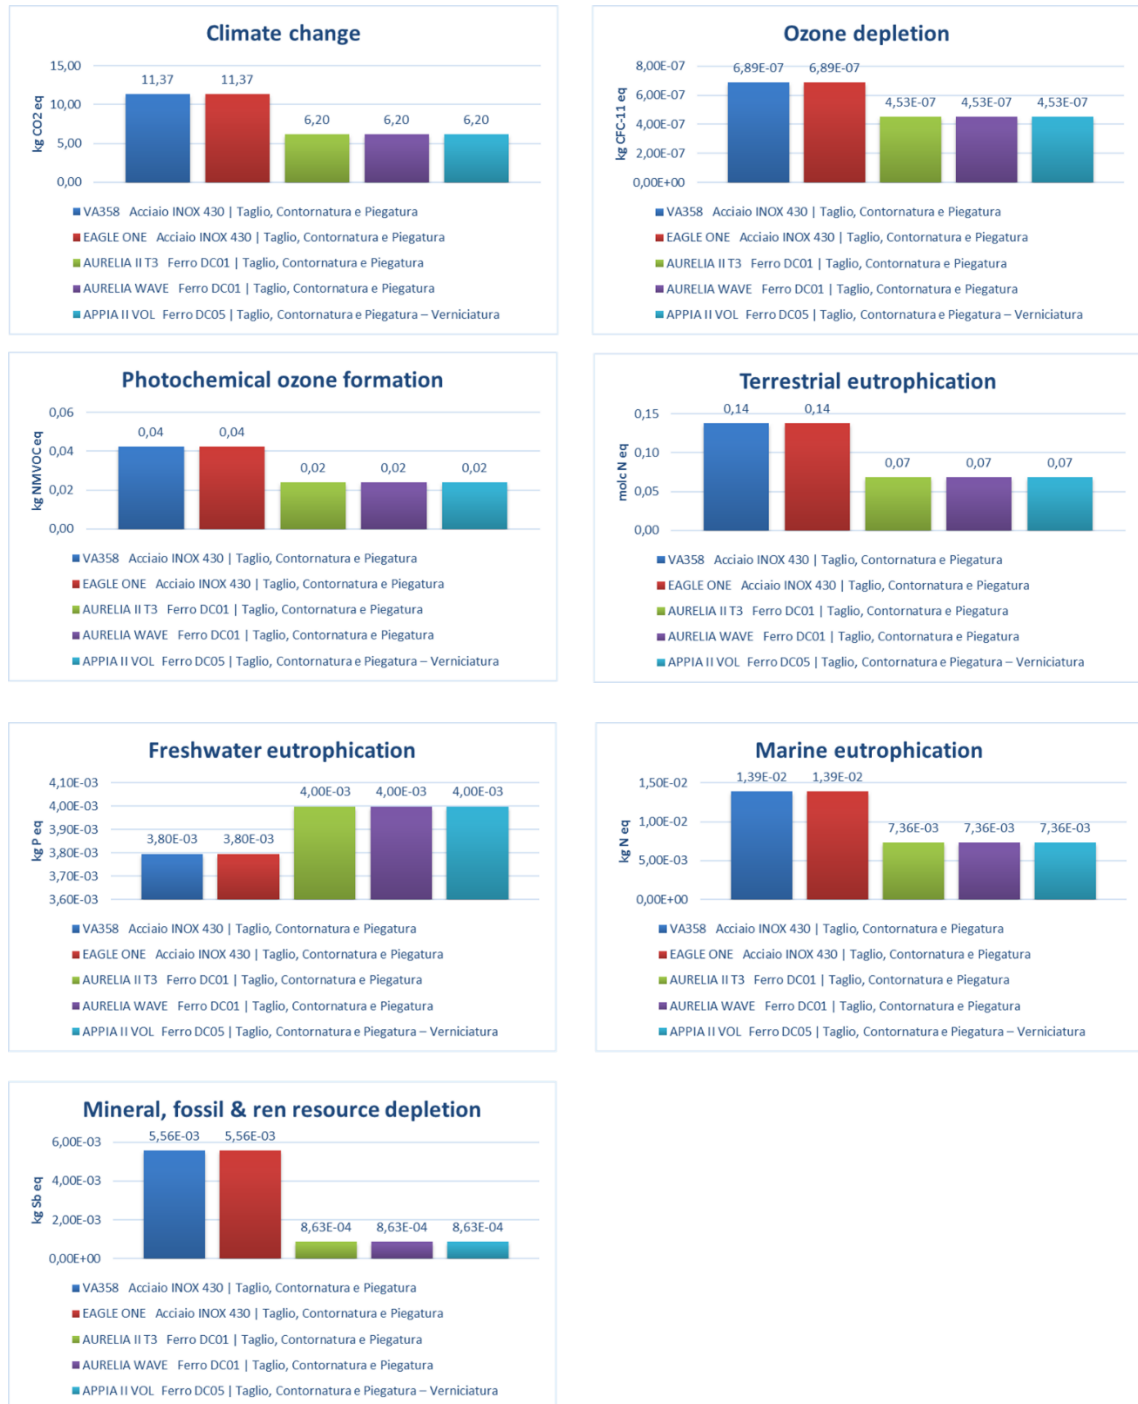 Climate change
15,00
10,00
5,00
0,00
kg CO2 eq
11,37
11,37
6,20
6,20
6,20
VA358 Acciaio INOX 430 | Taglio, Contornatura e Piegatura
EAGLE ONE Acciaio INOX 430 | Taglio, Contornatura e Piegatura
AURELIA II T3 Ferro DC01 | Taglio, Contornatura e Piegatura
AURELIA WAVE Ferro DC01 | Taglio, Contornatura e Piegatura
APPIA II VOL Ferro DC05 | Taglio, Contornatura e Piegatura – Verniciatura
Ozone depletion
8,00E-07
6,00E-07
4,00E-07
2,00E-07
0,00E+00
kg CFC-11 eq
6,89E-07
6,89E-07
4,53E-07
4,53E-07
4,53E-07
VA358 Acciaio INOX 430 | Taglio, Contornatura e Piegatura
EAGLE ONE Acciaio INOX 430 | Taglio, Contornatura e Piegatura
AURELIA II T3 Ferro DC01 | Taglio, Contornatura e Piegatura
AURELIA WAVE Ferro DC01 | Taglio, Contornatura e Piegatura
APPIA II VOL Ferro DC05 | Taglio, Contornatura e Piegatura – Verniciatura
Photochemical ozone formation
0,06
0,04
0,02
0,00
kg NMVOC eq
0,04
0,04
0,02
0,02
0,02
VA358 Acciaio INOX 430 | Taglio, Contornatura e Piegatura
EAGLE ONE Acciaio INOX 430 | Taglio, Contornatura e Piegatura
AURELIA II T3 Ferro DC01 | Taglio, Contornatura e Piegatura
AURELIA WAVE Ferro DC01 | Taglio, Contornatura e Piegatura
APPIA II VOL Ferro DC05 | Taglio, Contornatura e Piegatura – Verniciatura
Terrestrial eutrophication
0,15
0,10
0,05
0,00
molc N eq
0,14
0,14
0,07
0,07
0,07
VA358 Acciaio INOX 430 | Taglio, Contornatura e Piegatura
EAGLE ONE Acciaio INOX 430 | Taglio, Contornatura e Piegatura
AURELIA II T3 Ferro DC01 | Taglio, Contornatura e Piegatura
AURELIA WAVE Ferro DC01 | Taglio, Contornatura e Piegatura
APPIA II VOL Ferro DC05 | Taglio, Contornatura e Piegatura – Verniciatura
Freshwater eutrophication
4,10E-03
4,00E-03
3,90E-03
3,80E-03
3,70E-03
3,60E-03
kg P eq
3,80E-03
3,80E-03
4,00E-03
4,00E-03
4,00E-03
VA358 Acciaio INOX 430 | Taglio, Contornatura e Piegatura
EAGLE ONE Acciaio INOX 430 | Taglio, Contornatura e Piegatura
AURELIA II T3 Ferro DC01 | Taglio, Contornatura e Piegatura
AURELIA WAVE Ferro DC01 | Taglio, Contornatura e Piegatura
APPIA II VOL Ferro DC05 | Taglio, Contornatura e Piegatura – Verniciatura
Marine eutrophication
1,50E-02
1,00E-02
5,00E-03
0,00E+00
kg N eq
1,39E-02
1,39E-02
7,36E-03
7,36E-03
7,36E-03
VA358 Acciaio INOX 430 | Taglio, Contornatura e Piegatura
EAGLE ONE Acciaio INOX 430 | Taglio, Contornatura e Piegatura
AURELIA II T3 Ferro DC01 | Taglio, Contornatura e Piegatura
AURELIA WAVE Ferro DC01 | Taglio, Contornatura e Piegatura
APPIA II VOL Ferro DC05 | Taglio, Contornatura e Piegatura – Verniciatura
Mineral, fossil & ren resource depletion
6,00E-03
4,00E-03
2,00E-03
0,00E+00
kg Sb eq
5,56E-03
5,56E-03
8,63E-04
8,63E-04
8,63E-04
VA358 Acciaio INOX 430 | Taglio, Contornatura e Piegatura
EAGLE ONE Acciaio INOX 430 | Taglio, Contornatura e Piegatura
AURELIA II T3 Ferro DC01 | Taglio, Contornatura e Piegatura
AURELIA WAVE Ferro DC01 | Taglio, Contornatura e Piegatura
APPIA II VOL Ferro DC05 | Taglio, Contornatura e Piegatura – Verniciatura